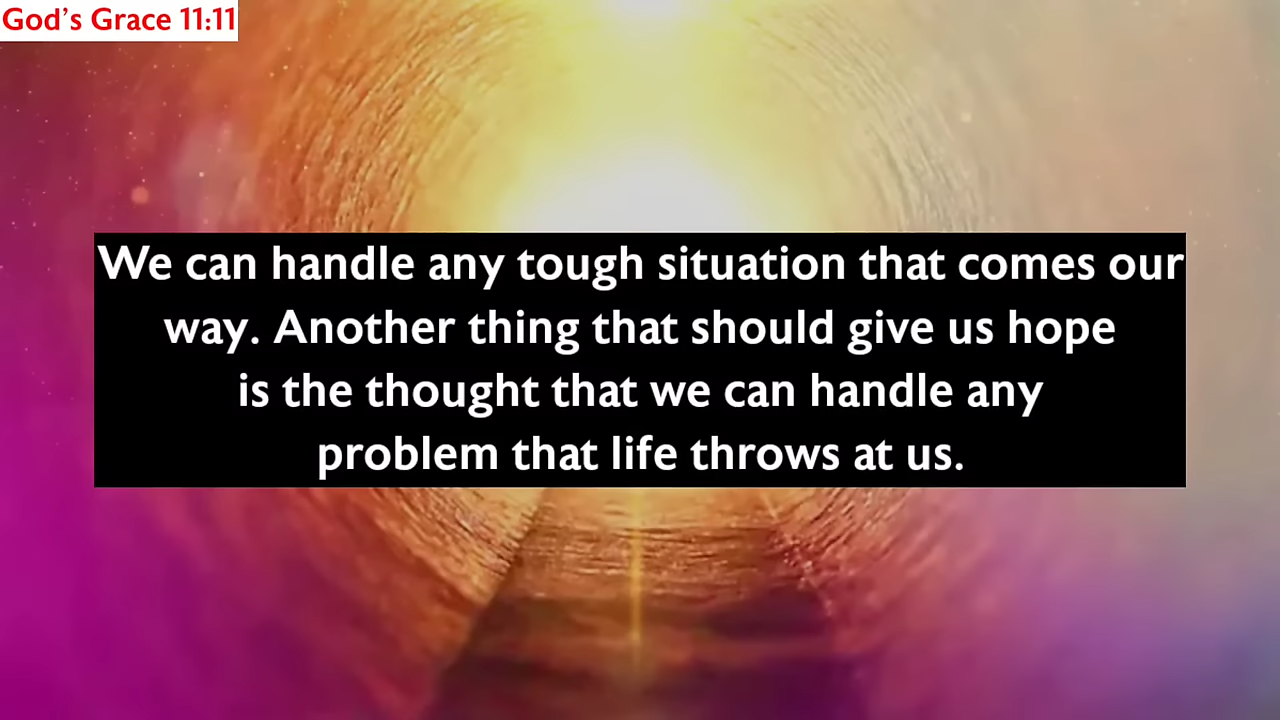 God's Grace 11:11
We can handle any tough situation that comes our
way. Another thing that should give us hope
is the thought that we can handle any
problem that life throws at us.